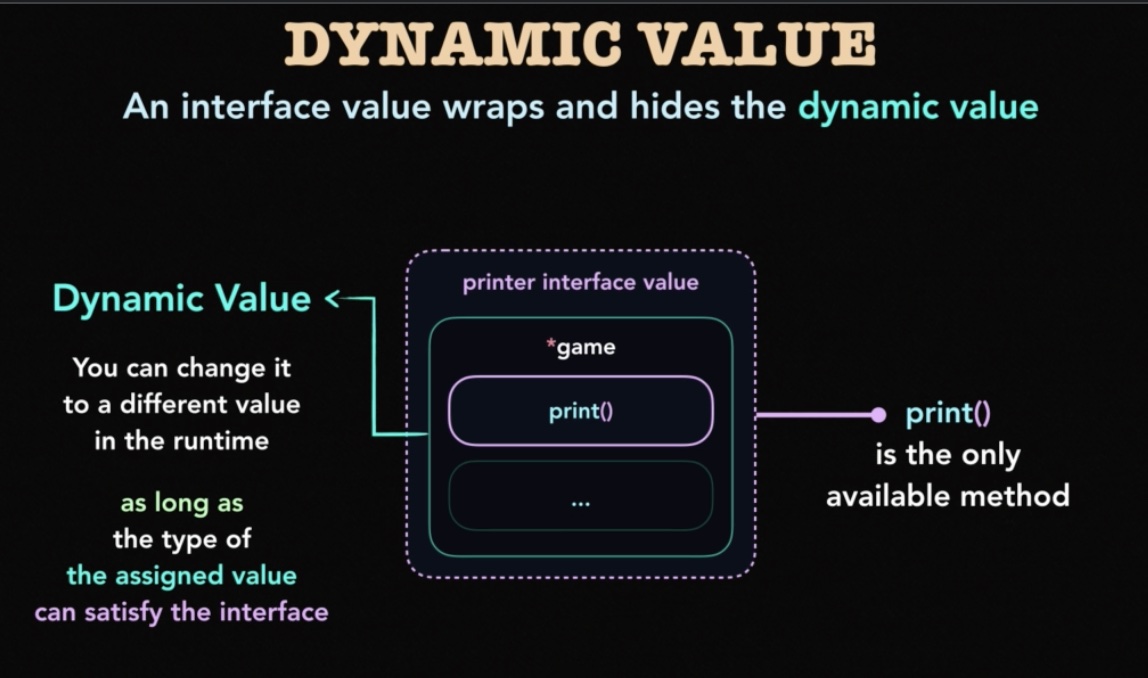 DYNAMIC VALUE
An interface value wraps and hides the dynamic value
printer interface value
*game
print()
...
Dynamic Value
You can change it
to a different value
in the runtime
as long as
the type of
the assigned value
can satisfy the interface
print()
is the only
available method